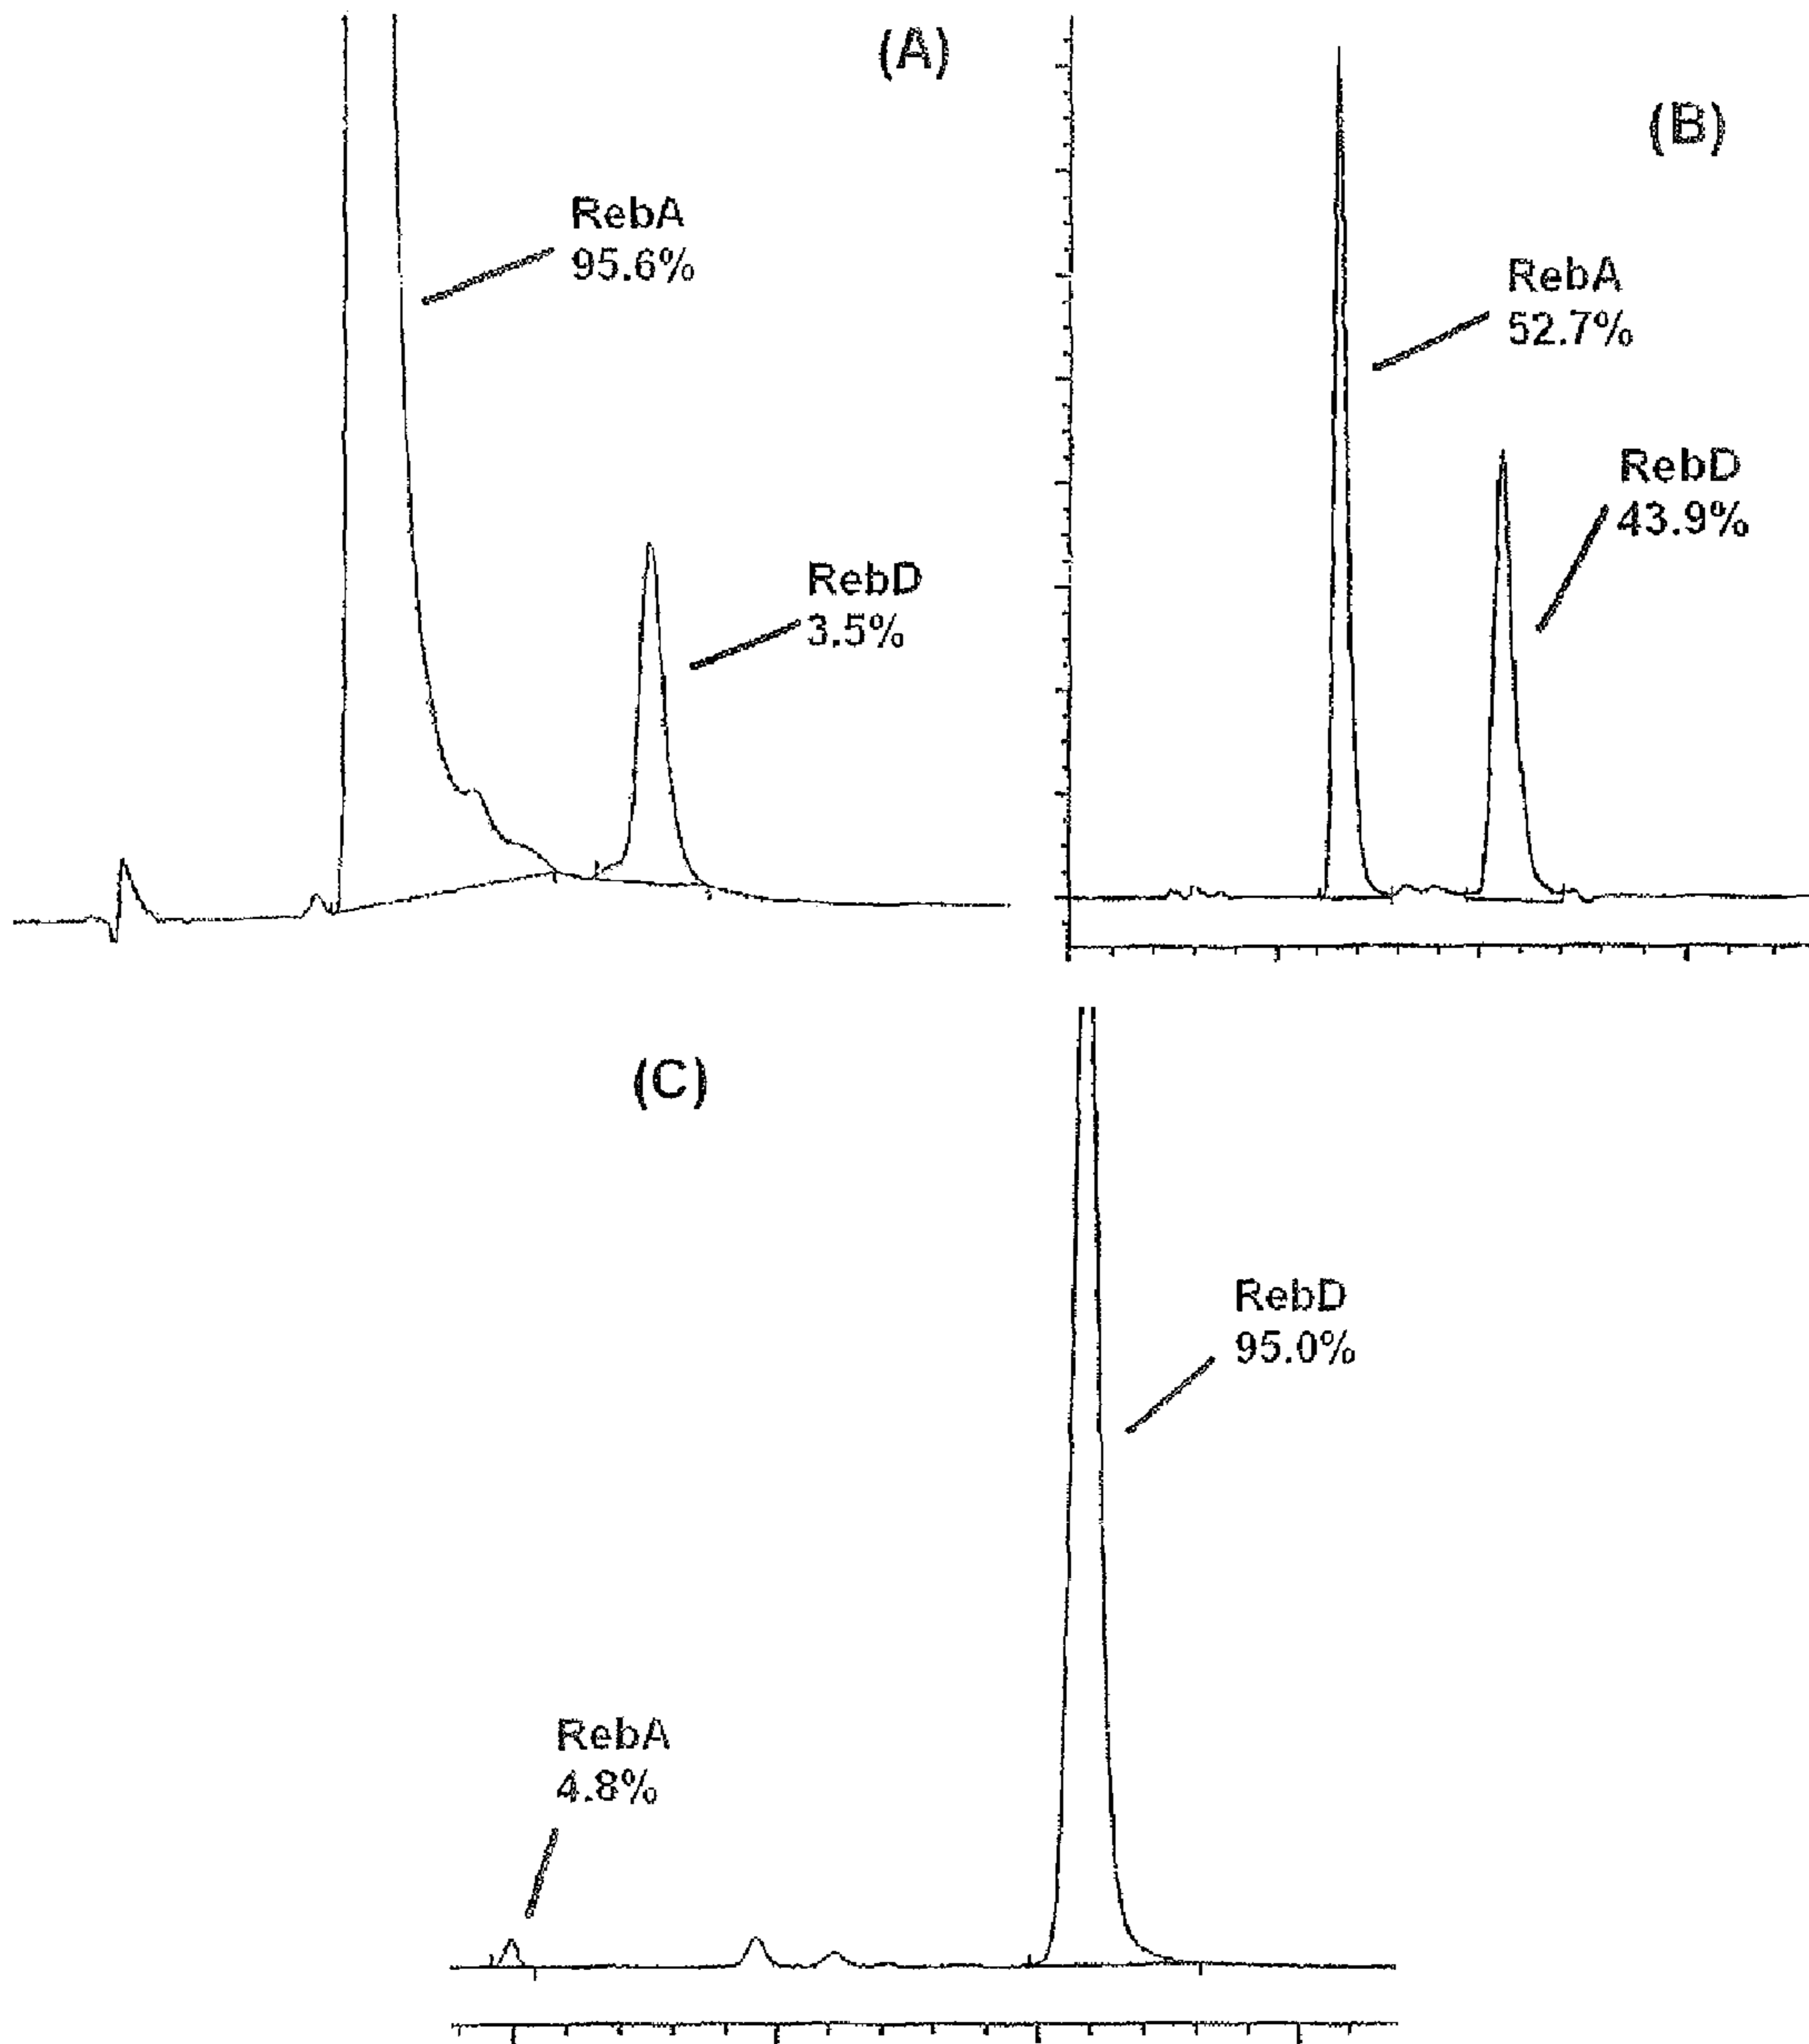 (A)
RebA
95.6%
RebD
3.5%
(B)
RebA
52.7%
RebD
43.9%
(C)
RebD
95.0%
RebA
4.8%